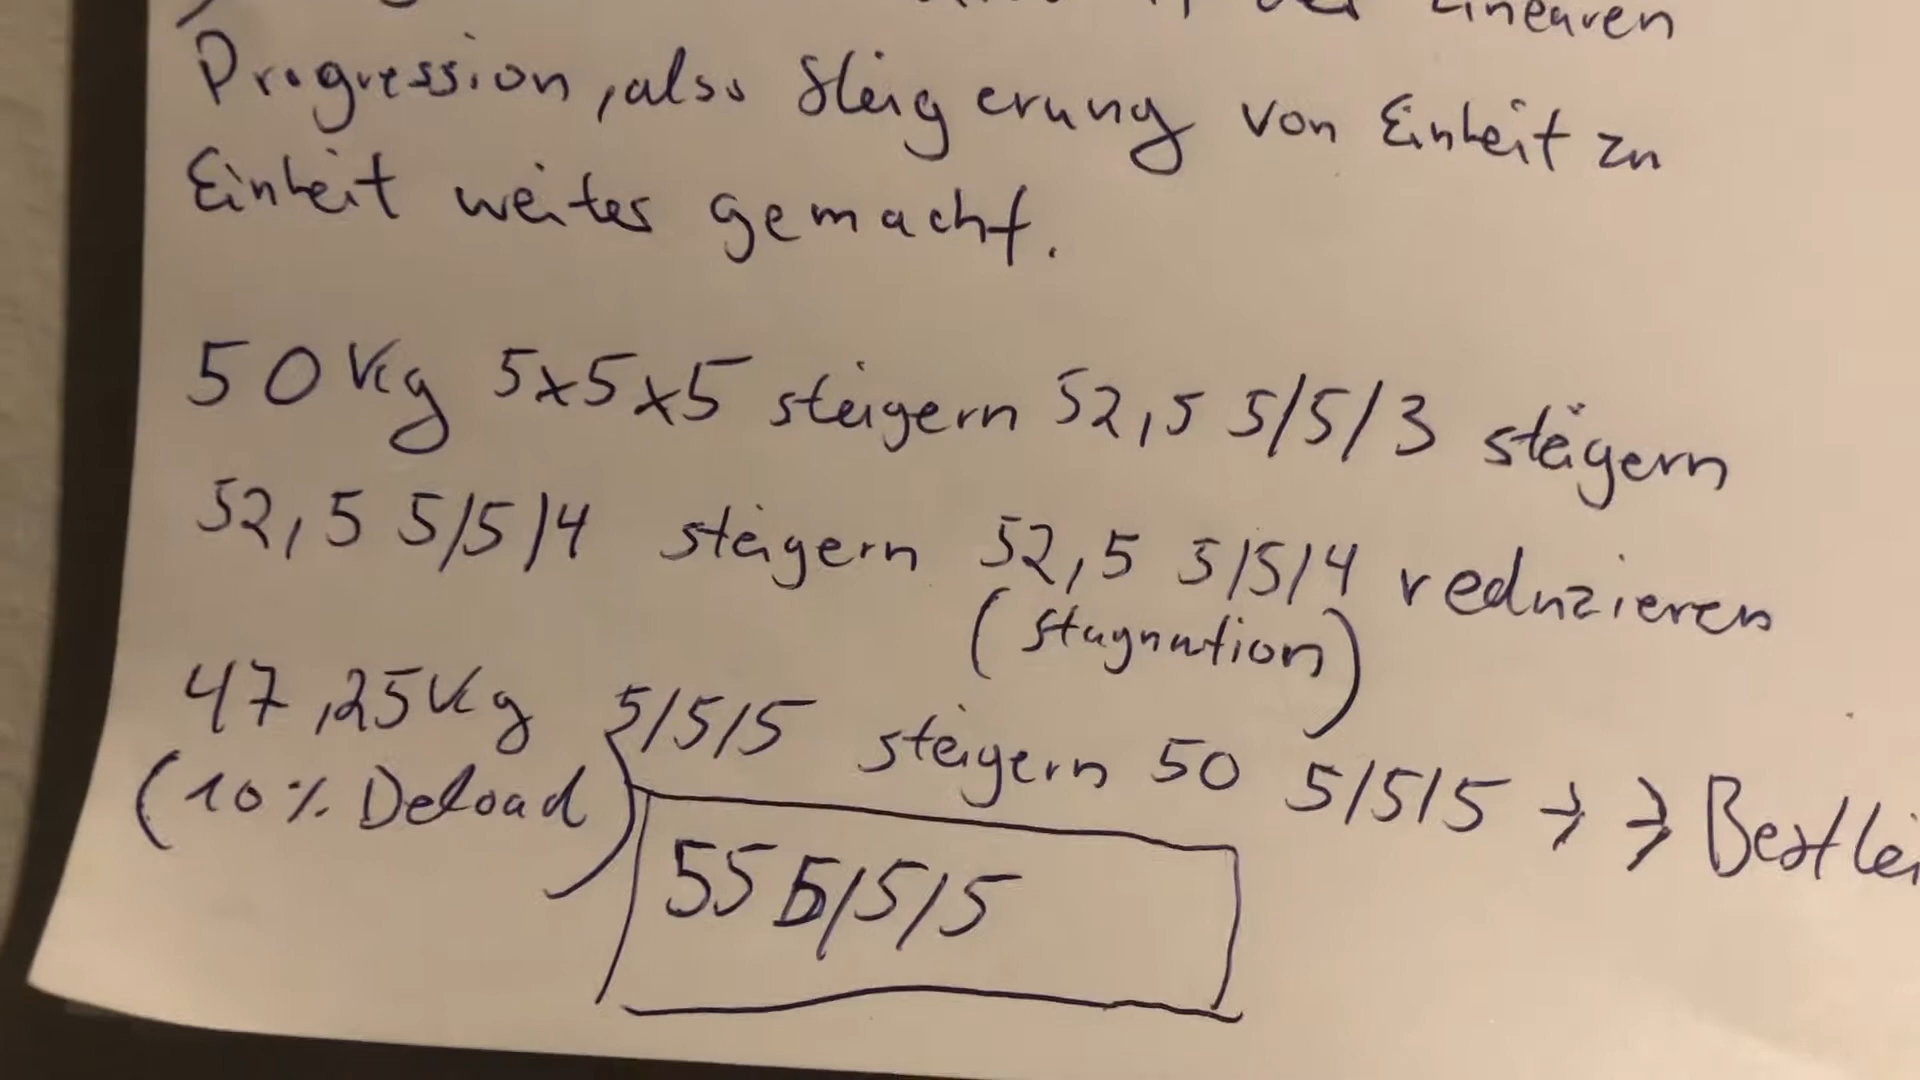 Linearen
Progression, also Steigerung von Einheit zu
Einheit weiter gemacht.
50 kg 5x5x5 steigern 52,5 5/5/3 steigern
52,5 5/5/4 steigern 52,5 5/5/4 reduzieren
(Stagnation)
47,25 kg 5/5/5 steigern 50 5/5/5 → → Bestlei
(10% Deload)
55 5/5/5